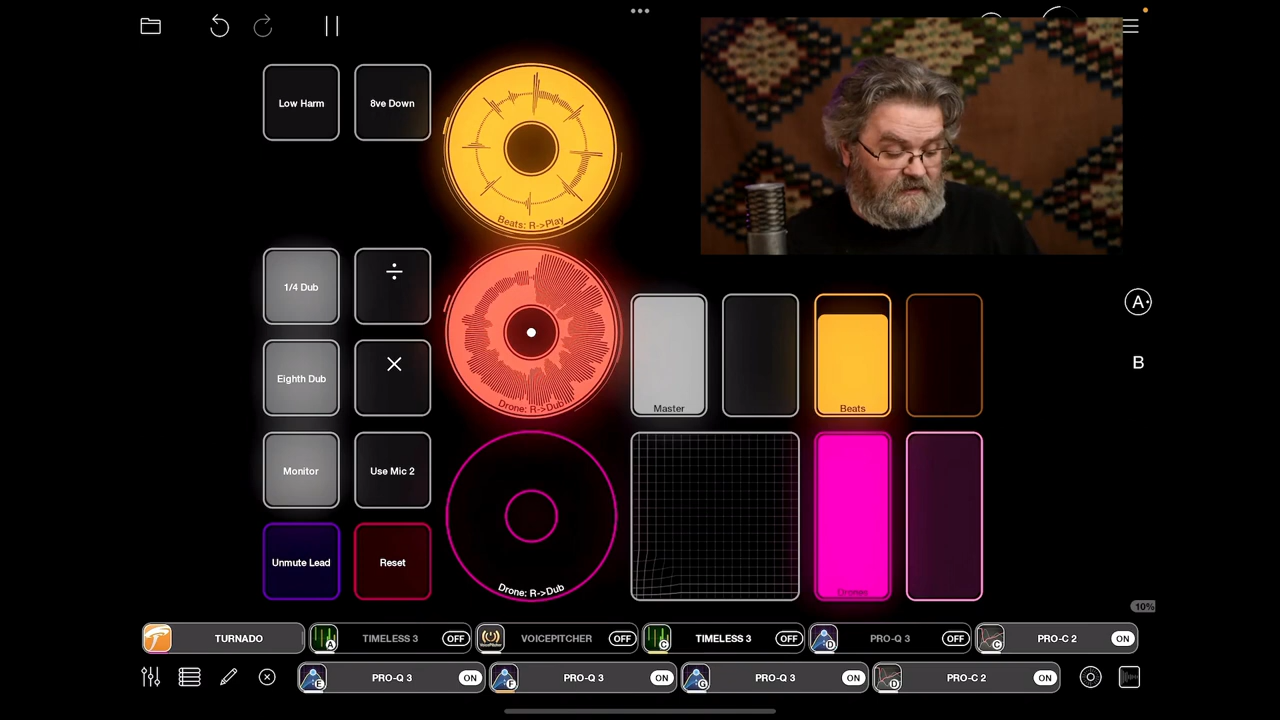 Low Harm
8ve Down
Beats: R->Play
1/4 Dub
÷
Eighth Dub
×
Drone: R->Dub
Master
Beats
A
B
Monitor
Use Mic 2
Unmute Lead
Reset
Drone: R->Dub
Drones
10%
TURNADO
A TIMELESS 3 OFF
VoicePitcher VOICEPITCHER OFF
C TIMELESS 3 OFF
D PRO-Q 3 OFF
C PRO-C 2 ON
E PRO-Q 3 ON
F PRO-Q 3 ON
G PRO-Q 3 ON
D PRO-C 2 ON